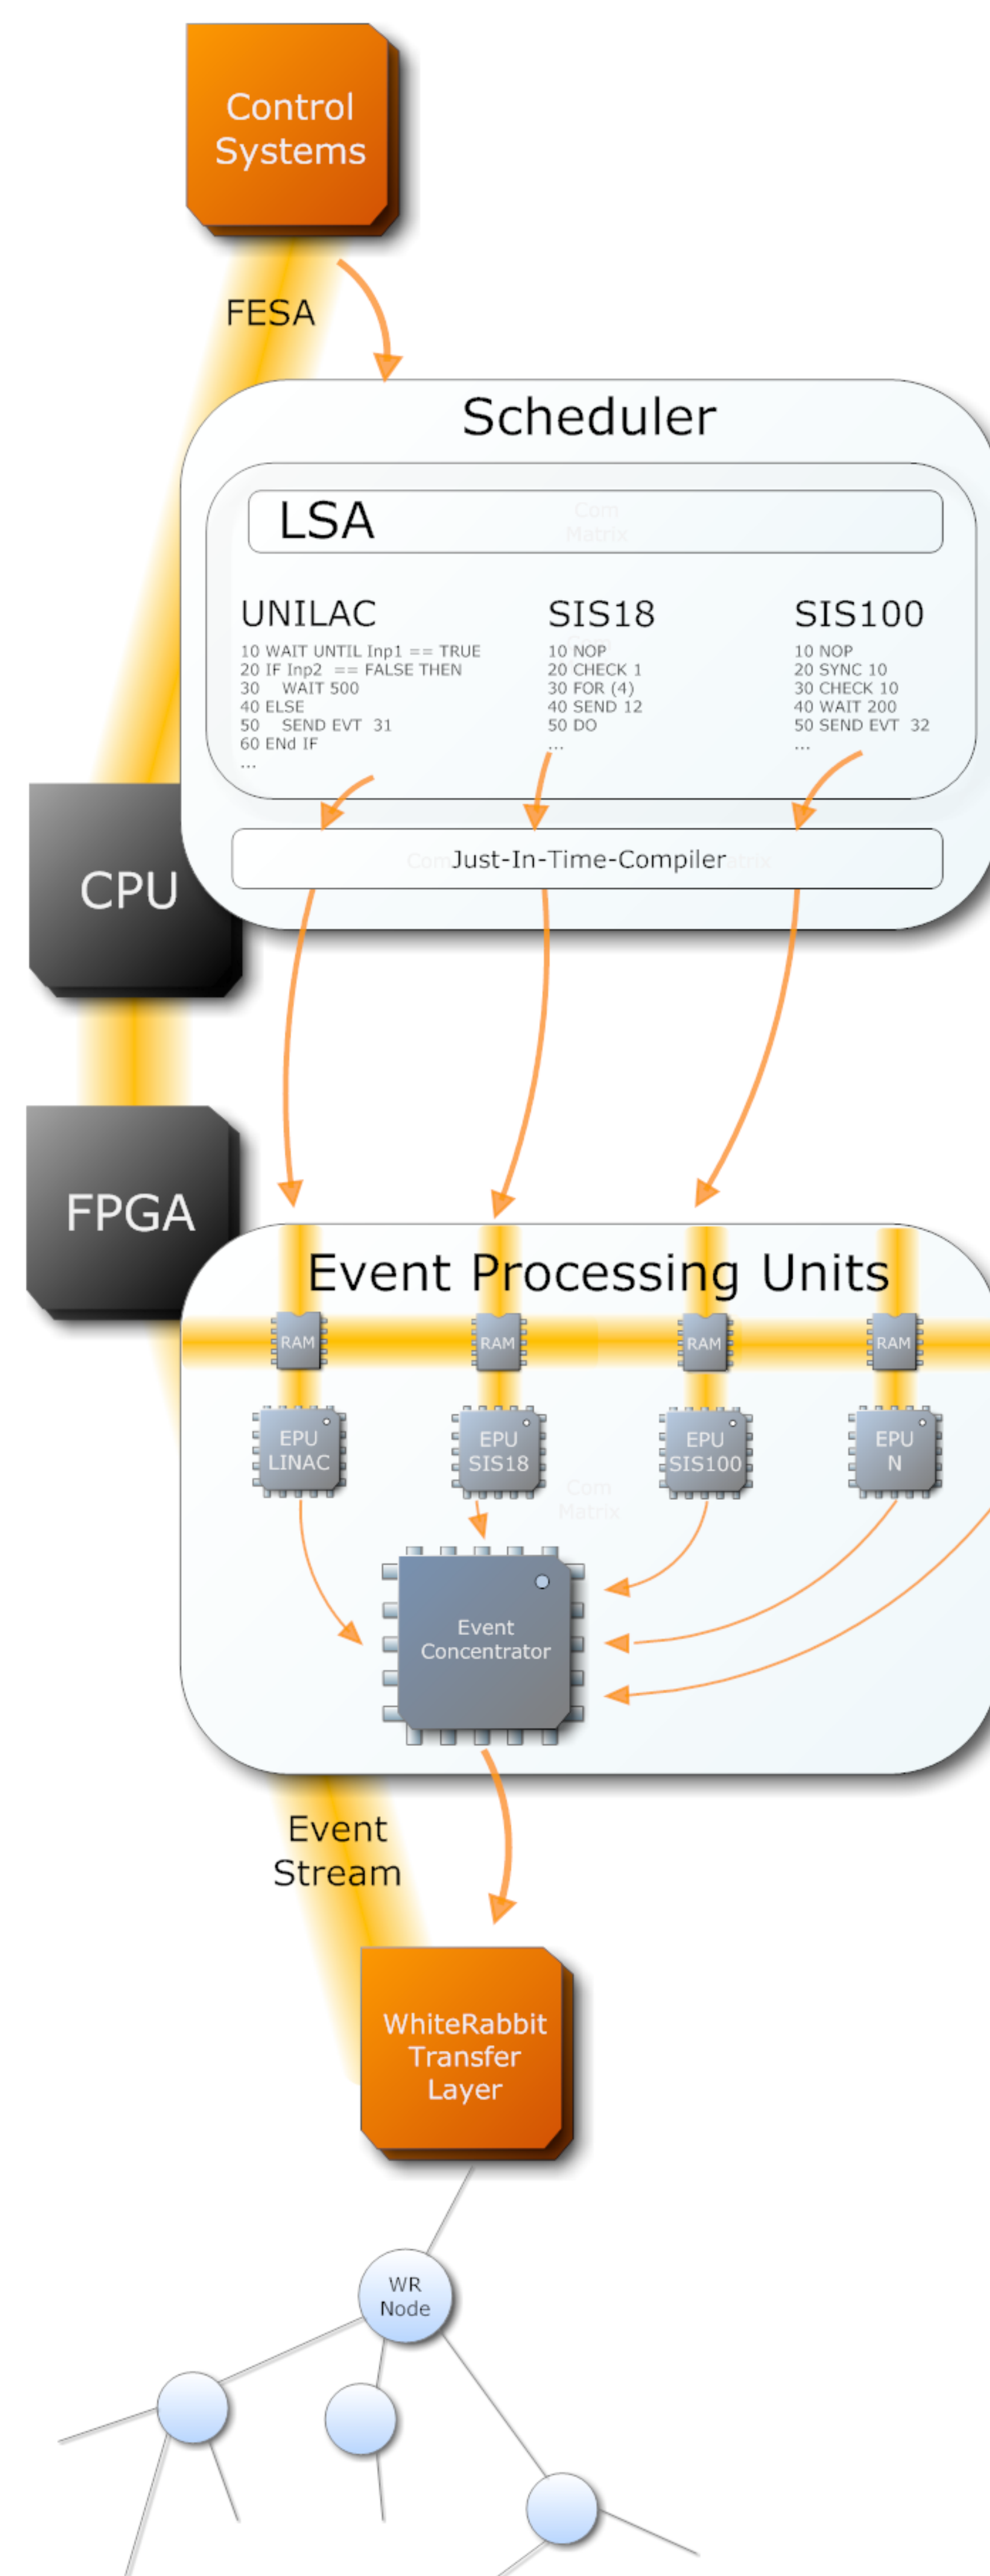 Control
Systems
FESA
Scheduler
LSA
Com
Matrix
UNILAC
10 WAIT UNTIL Inp1 == TRUE
20 IF Inp2 == FALSE THEN
30 WAIT 500
40 ELSE
50 SEND EVT 31
60 ENd IF
...
SIS18
10 NOP
20 CHECK 1
30 FOR (4)
40 SEND 12
50 DO
...
SIS100
10 NOP
20 SYNC 10
30 CHECK 10
40 WAIT 200
50 SEND EVT 32
...
Just-In-Time-Compiler
CPU
FPGA
Event Processing Units
RAM
RAM
RAM
RAM
EPU
LINAC
EPU
SIS18
EPU
SIS100
EPU
N
Com
Matrix
Event
Concentrator
Event
Stream
WhiteRabbit
Transfer
Layer
WR
Node